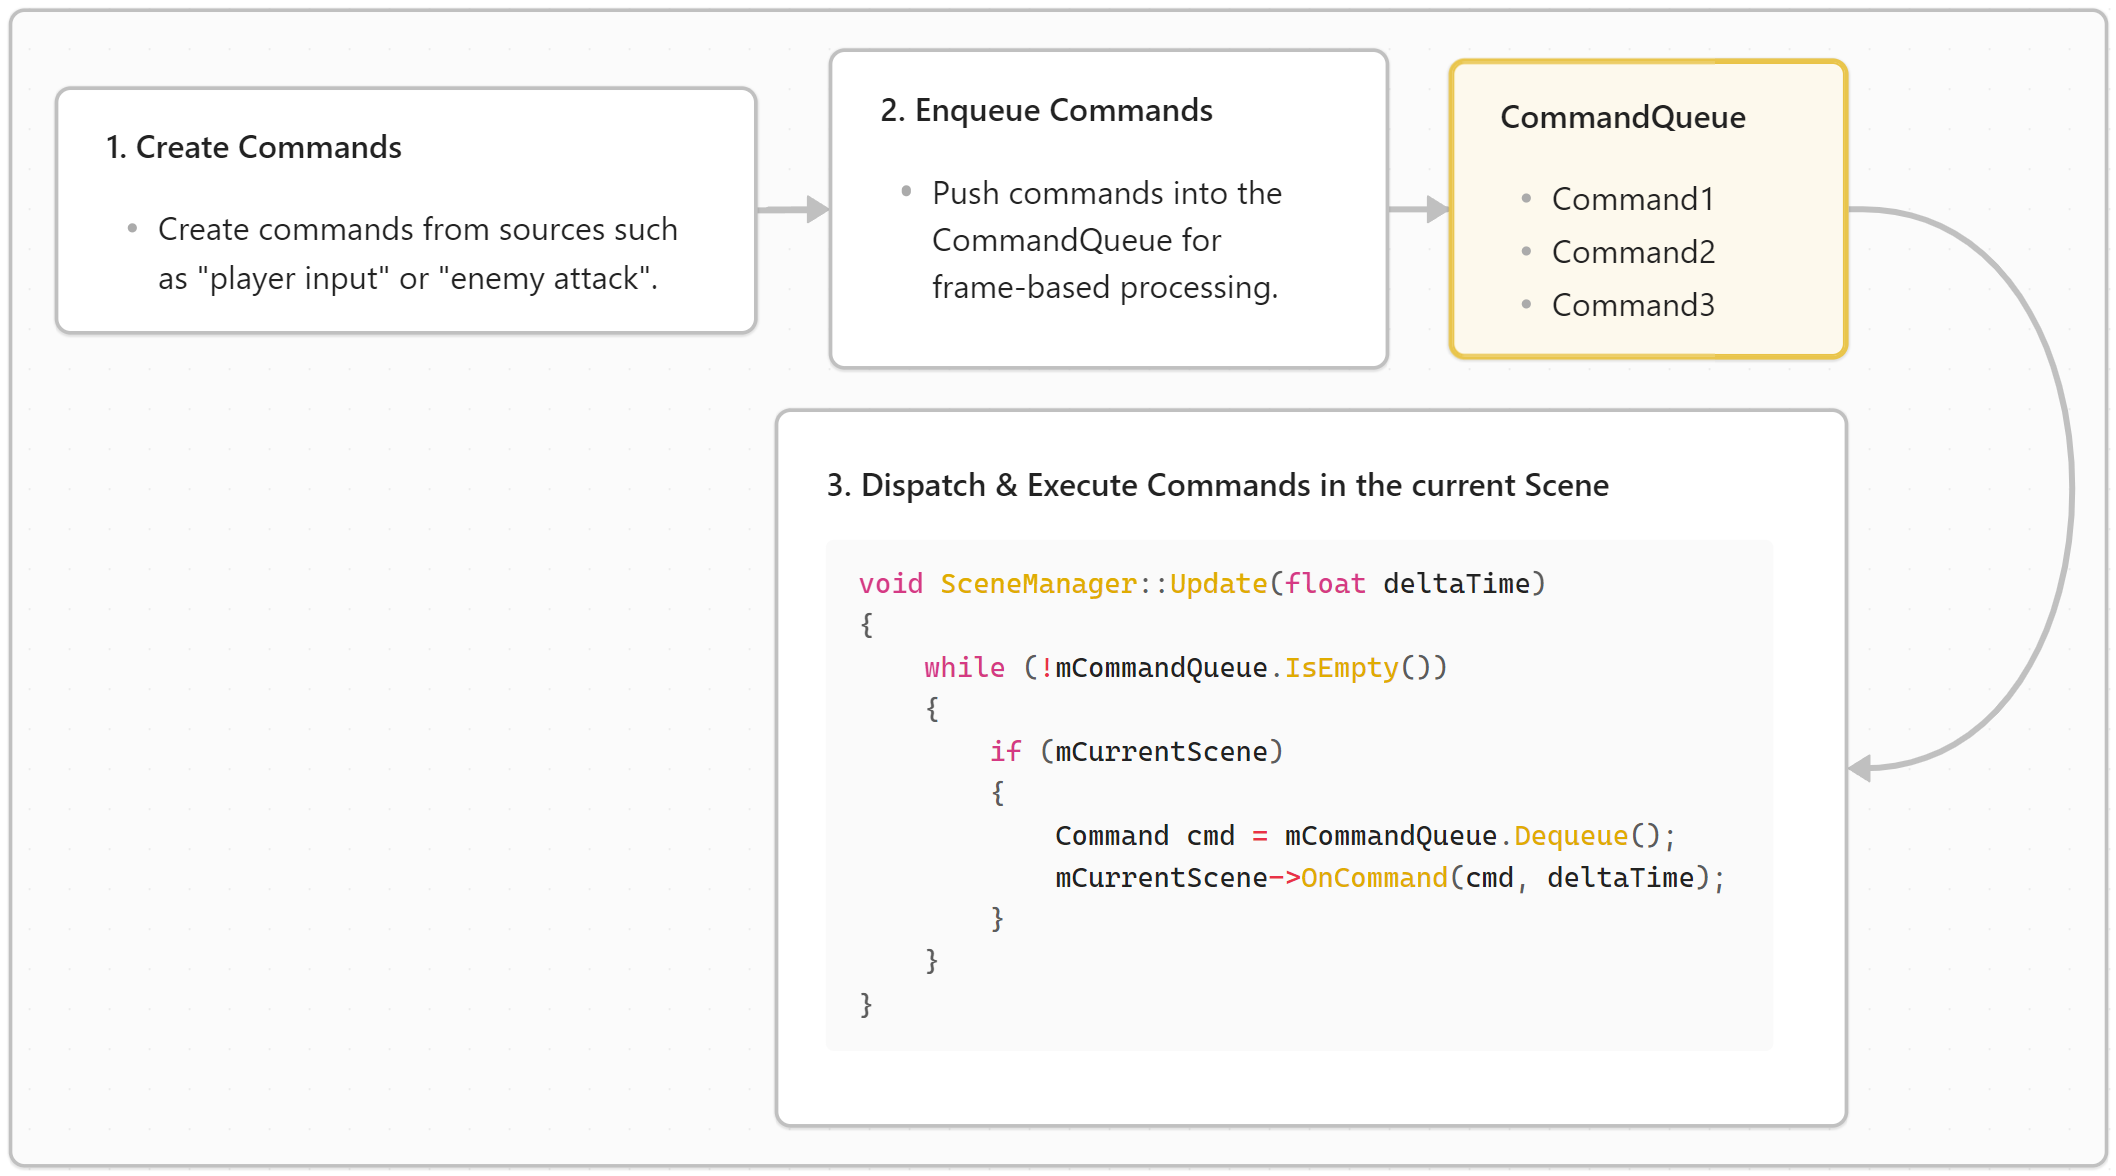 1. Create Commands
• Create commands from sources such
as "player input" or "enemy attack".
2. Enqueue Commands
• Push commands into the
CommandQueue for
frame-based processing.
CommandQueue
• Command1
• Command2
• Command3
3. Dispatch & Execute Commands in the current Scene
void SceneManager::Update(float deltaTime)
{
    while (!mCommandQueue.IsEmpty())
    {
        if (mCurrentScene)
        {
            Command cmd = mCommandQueue.Dequeue();
            mCurrentScene->OnCommand(cmd, deltaTime);
        }
    }
}